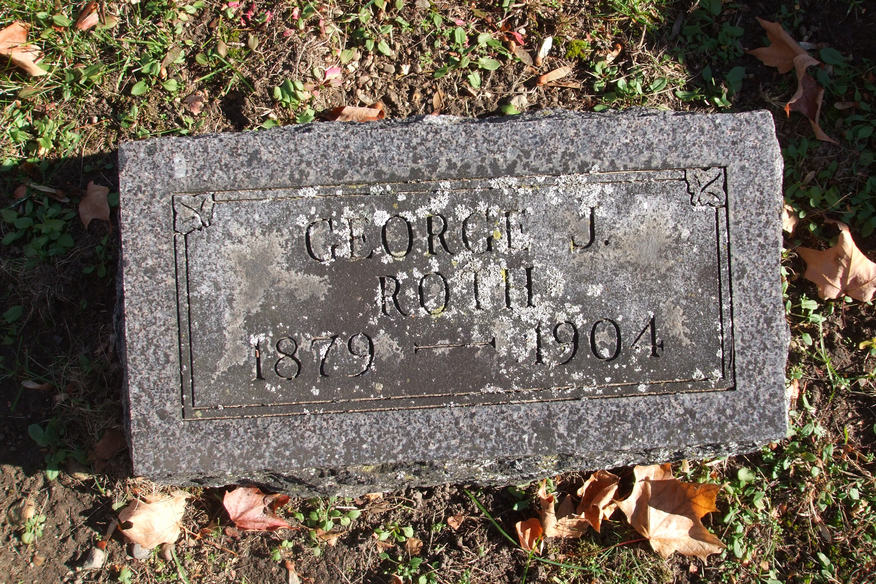 GEORGE J.
ROTH
1879 — 1904